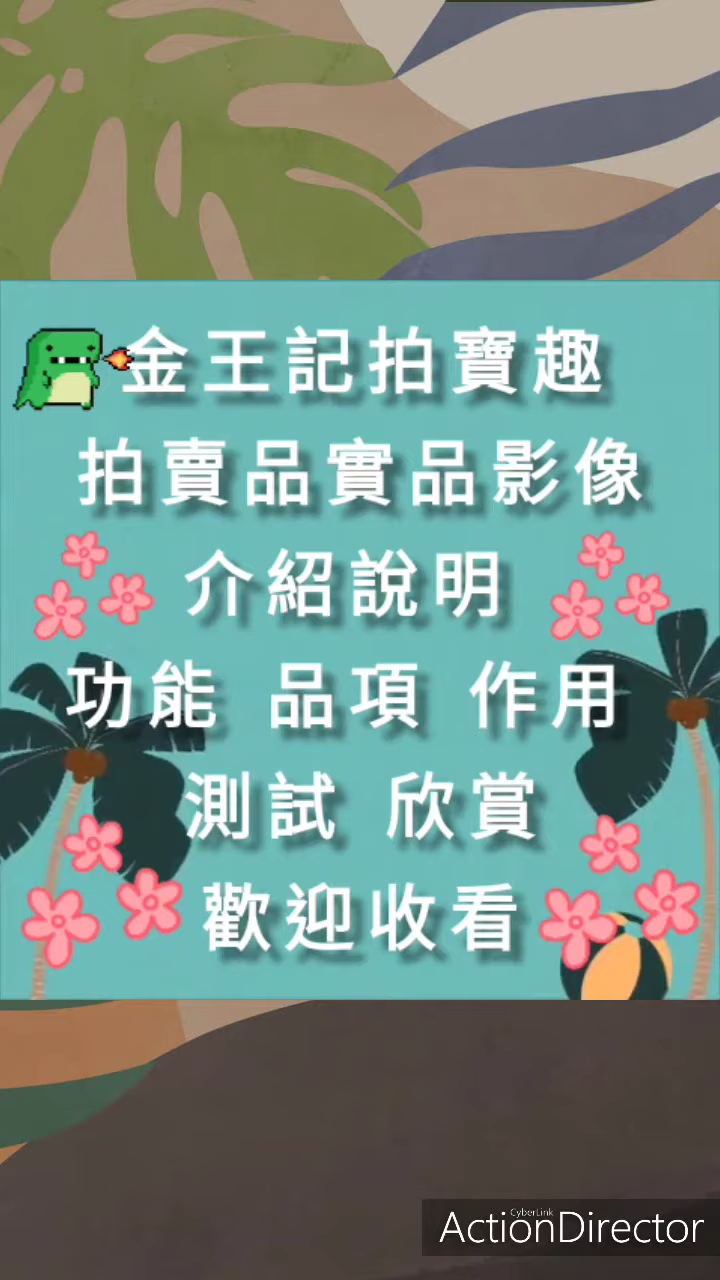 金王記拍寶趣
拍賣品實品影像
介紹說明
功能 品項 作用
測試 欣賞
歡迎收看
CyberLink
ActionDirector